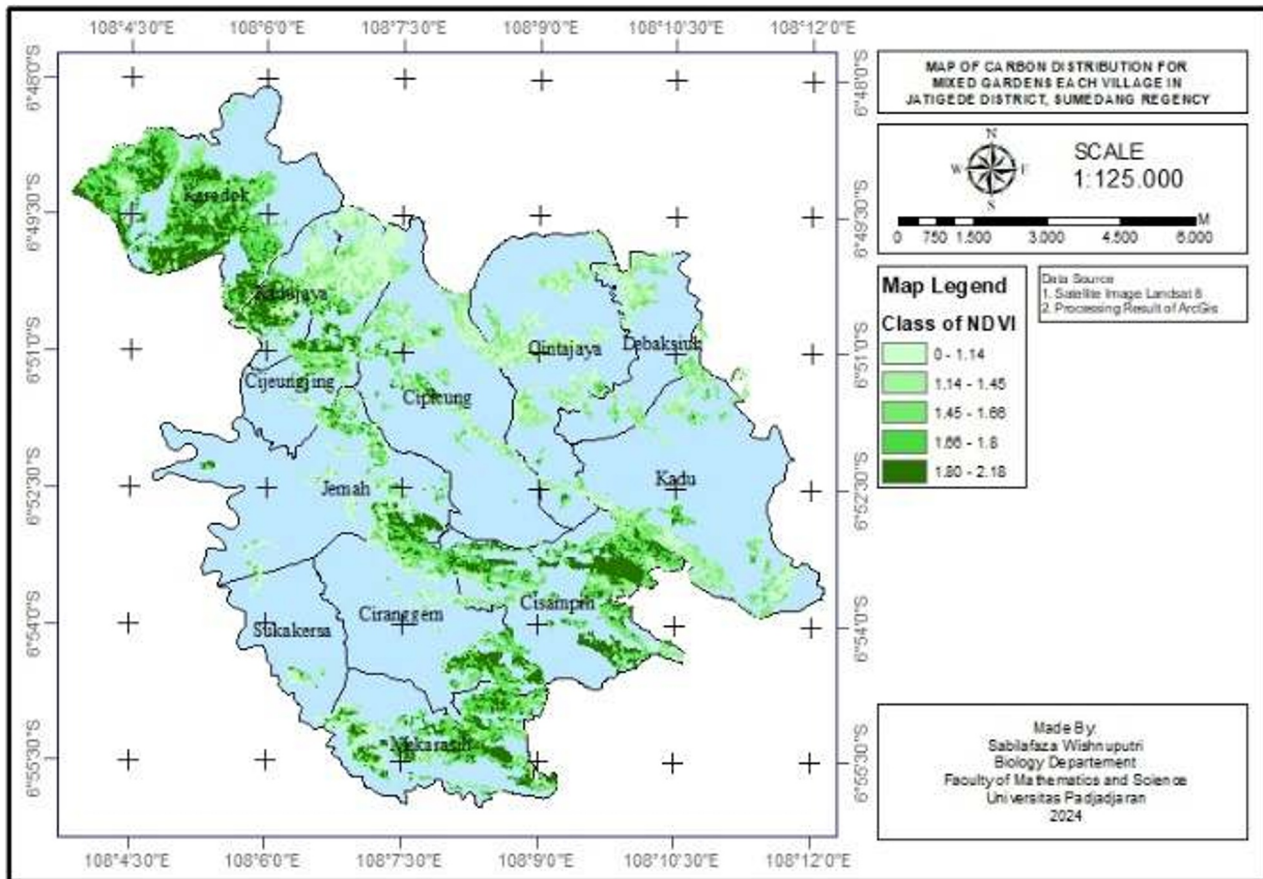 108°4'30"E 108°6'0"E 108°7'30"E 108°9'0"E 108°10'30"E 108°12'0"E
6°48'0"S
6°49'30"S
6°51'0"S
6°52'30"S
6°54'0"S
6°55'30"S
Karedok
Kadujaya
Cijeungjing
Cipicung
Cintajaya
Lebaksiuh
Kadu
Jemah
Ciranggem
Cisampih
Sukakersa
Mekarasih
6°48'0"S
6°49'30"S
6°51'0"S
6°52'30"S
6°54'0"S
6°55'30"S
108°4'30"E 108°6'0"E 108°7'30"E 108°9'0"E 108°10'30"E 108°12'0"E
MAP OF CARBON DISTRIBUTION FOR
MIXED GARDENS EACH VILLAGE IN
JATIGEDE DISTRICT, SUMEDANG REGENCY
N
W E
S
SCALE
1:125.000
M
0 750 1.500 3.000 4.500 6.000
Map Legend
Class of NDVI
0 - 1.14
1.14 - 1.45
1.45 - 1.66
1.66 - 1.8
1.80 - 2.18
Data Source
1. Satellite Image Landsat 8
2. Processing Result of ArcGis
Made By:
Sabilafaza Wishnuputri
Biology Departement
Faculty of Mathematics and Science
Universitas Padjadjaran
2024